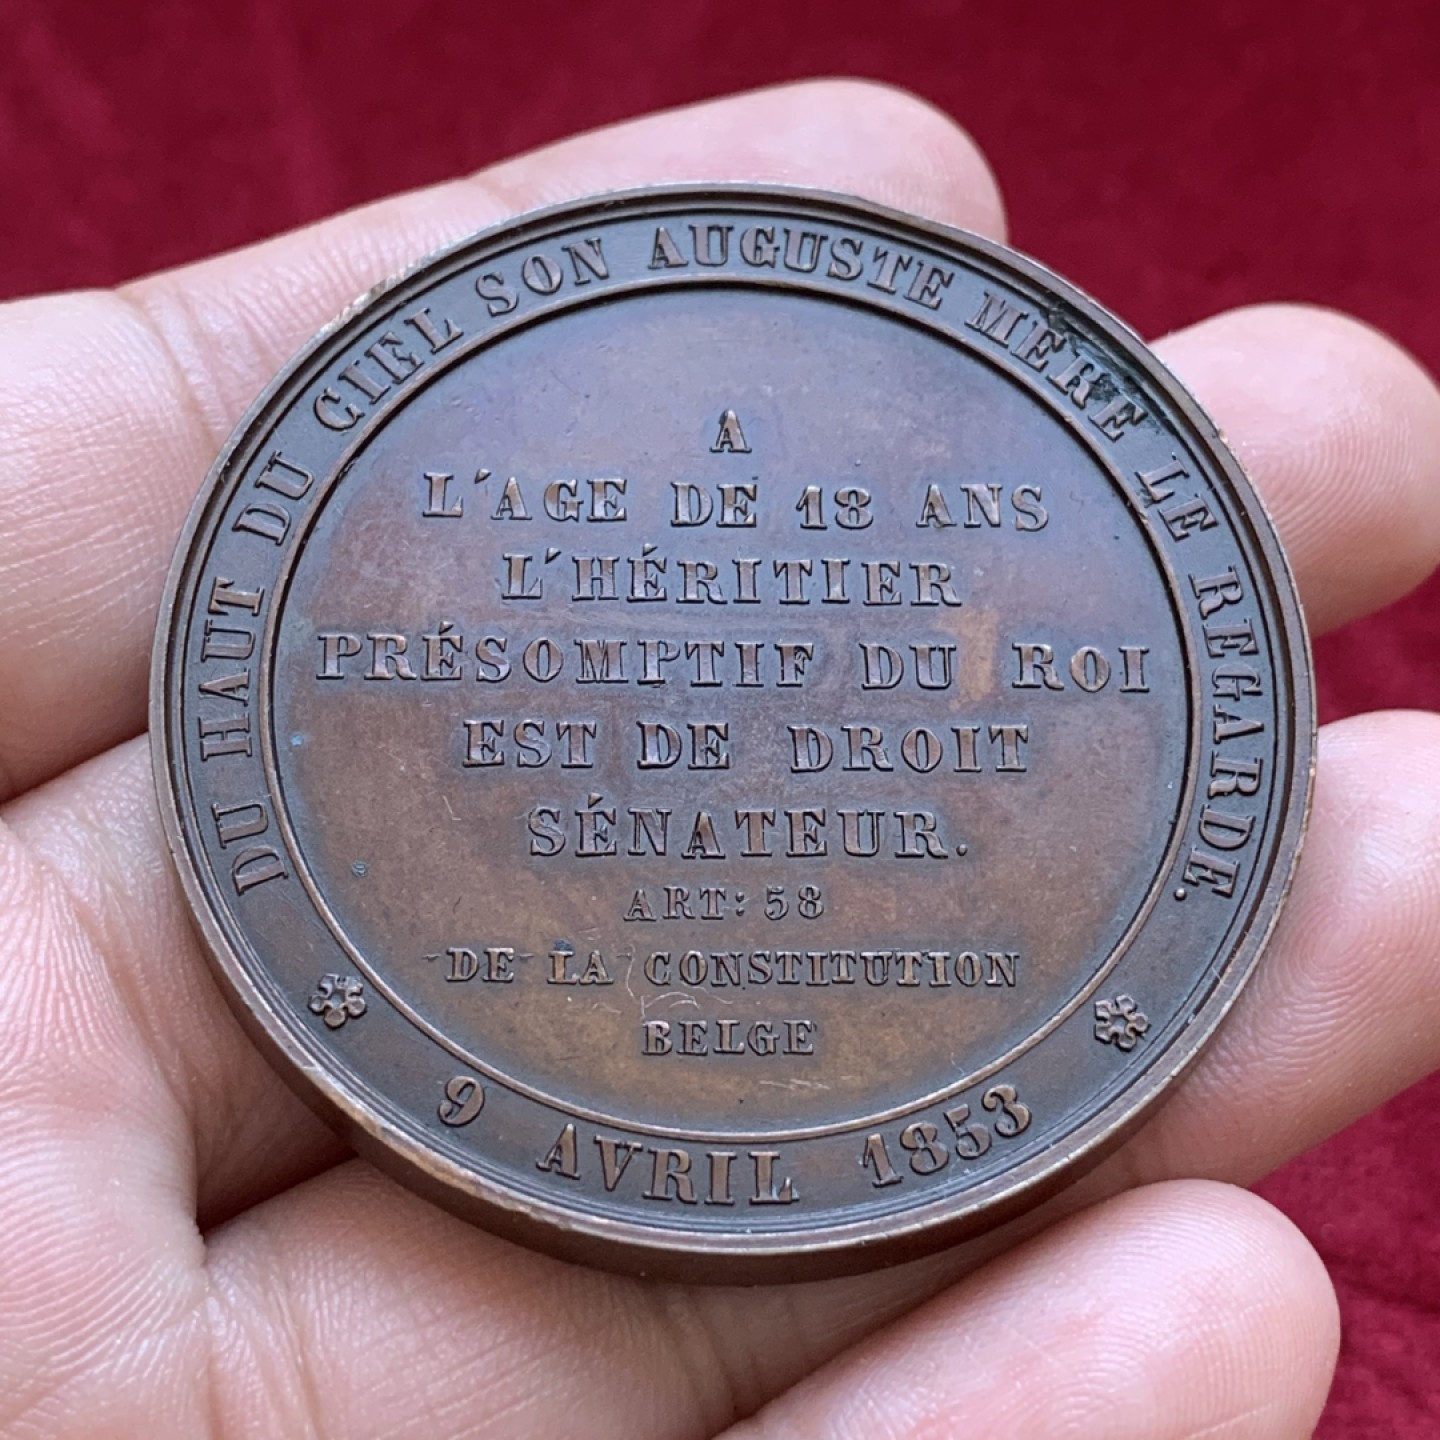 DU HAUT DU CIEL SON AUGUSTE MÈRE LE REGARDE.
A
L'AGE DE 18 ANS
L'HÉRITIER
PRÉSOMPTIF DU ROI
EST DE DROIT
SÉNATEUR.
ART: 58
DE LA CONSTITUTION
BELGE
9 AVRIL 1853